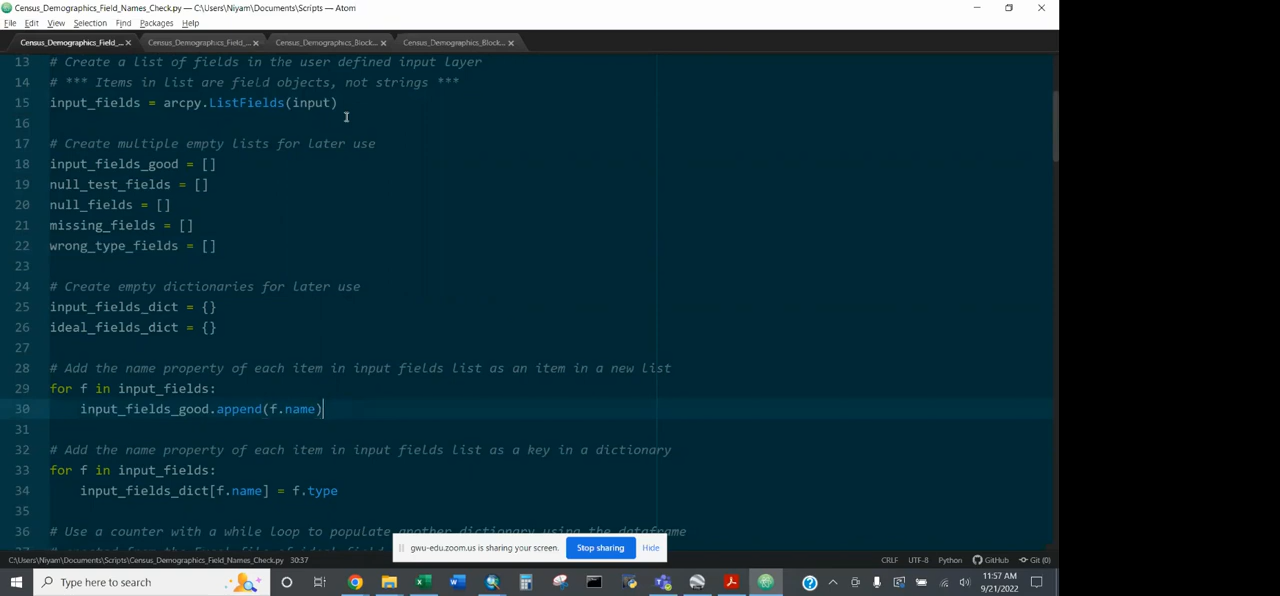 Census_Demographics_Field_Names_Check.py — C:\Users\Niyam\Documents\Scripts — Atom
File Edit View Selection Find Packages Help
Census_Demographics_Field_... Census_Demographics_Field_... Census_Demographics_Block... Census_Demographics_Block...
13 # Create a list of fields in the user defined input layer
14 # *** Items in list are field objects, not strings ***
15 input_fields = arcpy.ListFields(input)
16
17 # Create multiple empty lists for later use
18 input_fields_good = []
19 null_test_fields = []
20 null_fields = []
21 missing_fields = []
22 wrong_type_fields = []
23
24 # Create empty dictionaries for later use
25 input_fields_dict = {}
26 ideal_fields_dict = {}
27
28 # Add the name property of each item in input fields list as an item in a new list
29 for f in input_fields:
30 input_fields_good.append(f.name)
31
32 # Add the name property of each item in input fields list as a key in a dictionary
33 for f in input_fields:
34 input_fields_dict[f.name] = f.type
35
36 # Use a counter with a while loop to populate another dictionary using the dataframe
gwu-edu.zoom.us is sharing your screen. Stop sharing Hide
C:\Users\Niyam\Documents\Scripts\Census_Demographics_Field_Names_Check.py 30:37 CRLF UTF-8 Python GitHub Git (0)
Type here to search
11:57 AM
9/21/2022